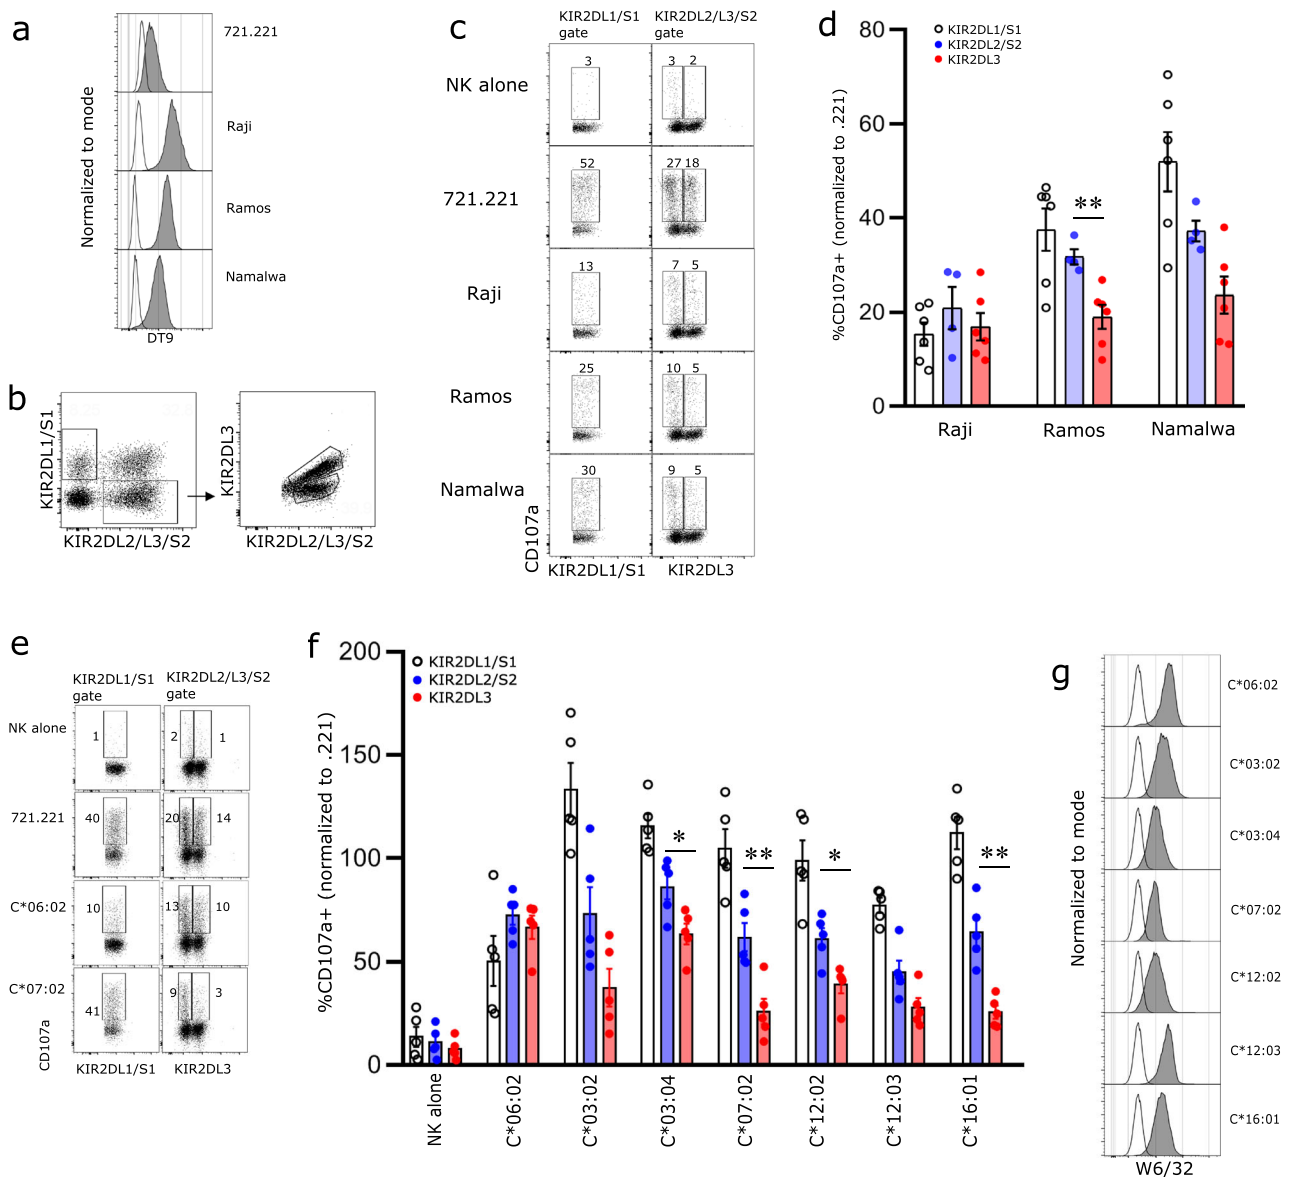 a
Normalized to mode
721.221
Raji
Ramos
Namalwa
DT9
b
KIR2DL1/S1
KIR2DL2/L3/S2
KIR2DL3
KIR2DL2/L3/S2
c
KIR2DL1/S1
gate
KIR2DL2/L3/S2
gate
NK alone
3
3 2
721.221
52
27 18
Raji
13
7 5
Ramos
25
10 5
Namalwa
30
9 5
CD107a
KIR2DL1/S1
KIR2DL3
d
%CD107a+ (normalized to .221)
80
60
40
20
0
KIR2DL1/S1
KIR2DL2/S2
KIR2DL3
**
Raji
Ramos
Namalwa
e
KIR2DL1/S1
gate
KIR2DL2/L3/S2
gate
NK alone
1
2 1
721.221
40
20 14
C*06:02
10
13 10
C*07:02
41
9 3
CD107a
KIR2DL1/S1
KIR2DL3
f
%CD107a+ (normalized to .221)
200
150
100
50
0
KIR2DL1/S1
KIR2DL2/S2
KIR2DL3
*
**
*
**
NK alone
C*06:02
C*03:02
C*03:04
C*07:02
C*12:02
C*12:03
C*16:01
g
Normalized to mode
C*06:02
C*03:02
C*03:04
C*07:02
C*12:02
C*12:03
C*16:01
W6/32